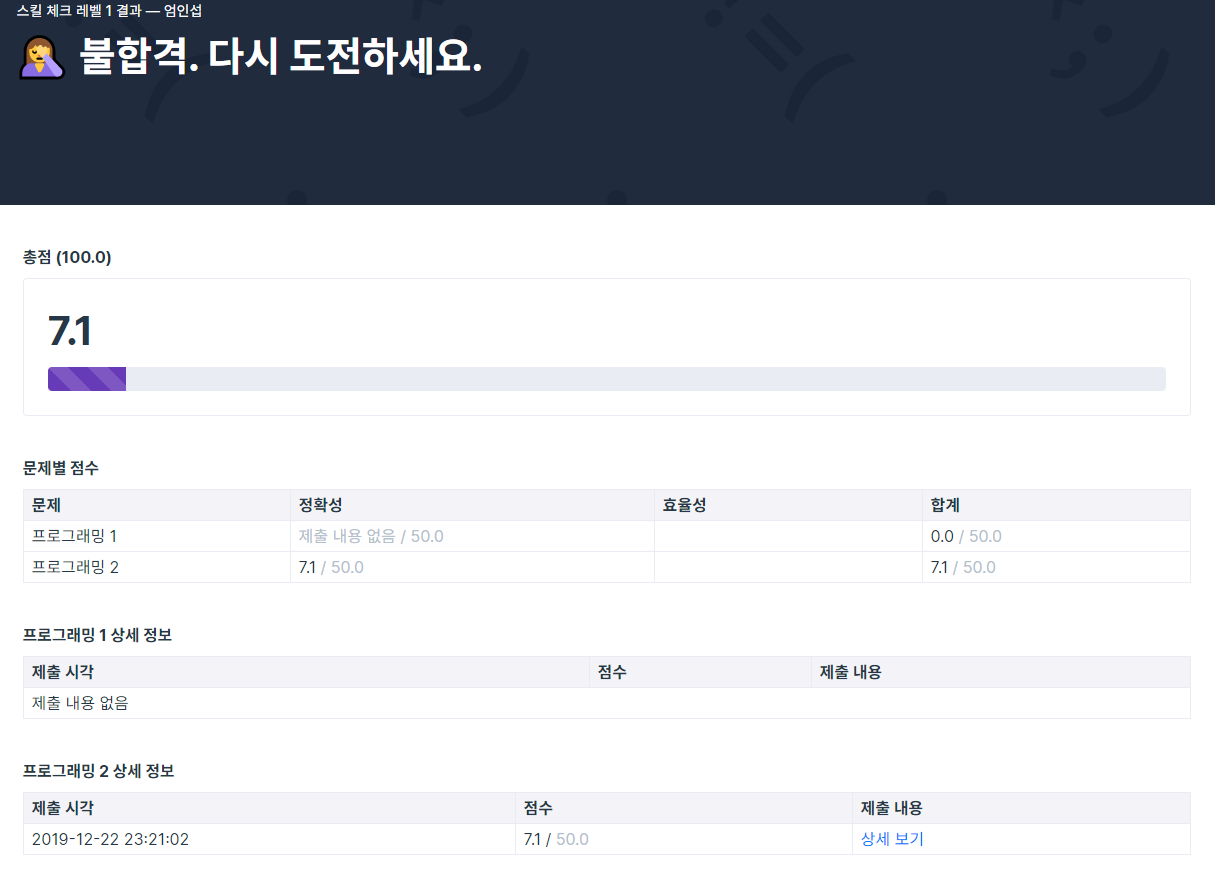 스킬 체크 레벨 1 결과 — 엄인섭
불합격. 다시 도전하세요.
총점 (100.0)
7.1
문제별 점수
문제 정확성 효율성 합계
프로그래밍 1 제출 내용 없음 / 50.0 0.0 / 50.0
프로그래밍 2 7.1 / 50.0 7.1 / 50.0
프로그래밍 1 상세 정보
제출 시각 점수 제출 내용
제출 내용 없음
프로그래밍 2 상세 정보
제출 시각 점수 제출 내용
2019-12-22 23:21:02 7.1 / 50.0 상세 보기